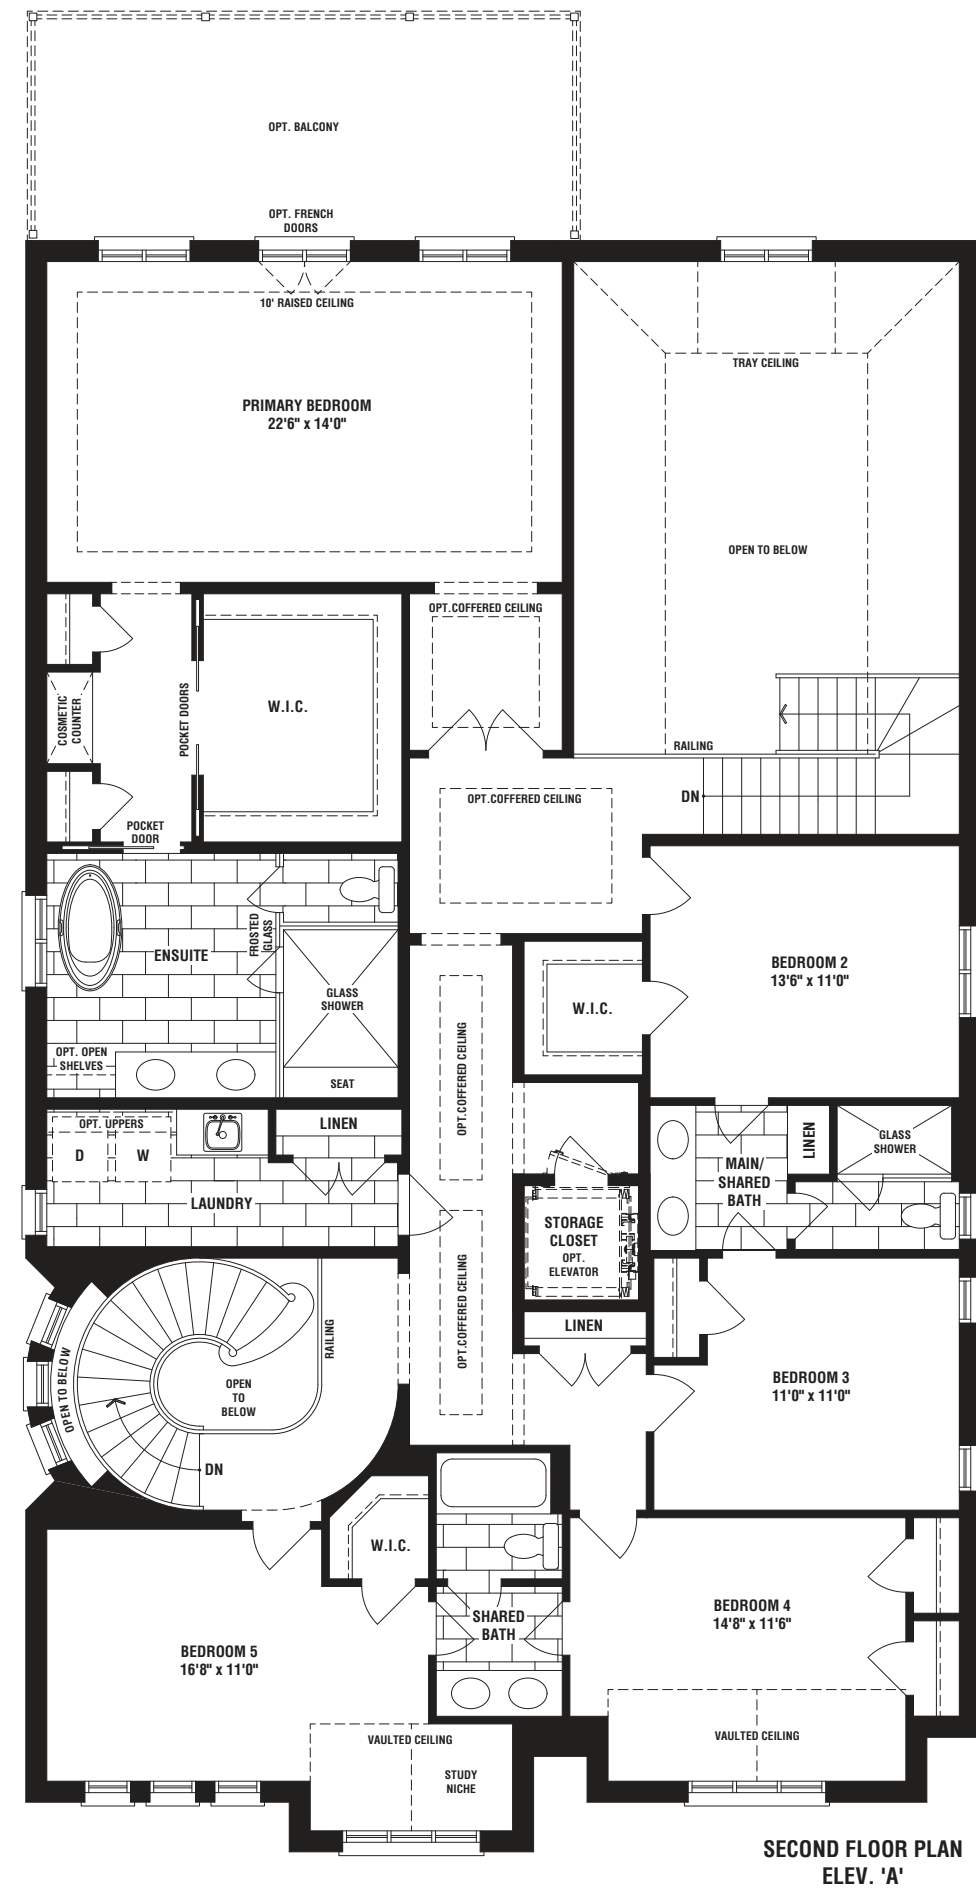 OPT. BALCONY
OPT. FRENCH
DOORS
10' RAISED CEILING
PRIMARY BEDROOM
22'6" x 14'0"
TRAY CEILING
OPEN TO BELOW
OPT.COFFERED CEILING
COSMETIC
COUNTER
POCKET DOORS
W.I.C.
RAILING
DN
OPT.COFFERED CEILING
POCKET
DOOR
ENSUITE
FROSTED
GLASS
GLASS
SHOWER
SEAT
OPT. OPEN
SHELVES
W.I.C.
BEDROOM 2
13'6" x 11'0"
OPT.COFFERED CEILING
OPT. UPPERS
D
W
LINEN
LAUNDRY
MAIN/
SHARED
BATH
LINEN
GLASS
SHOWER
STORAGE
CLOSET
OPT.
ELEVATOR
OPT.COFFERED CEILING
LINEN
RAILING
OPEN TO BELOW
OPEN
TO
BELOW
DN
BEDROOM 3
11'0" x 11'0"
W.I.C.
SHARED
BATH
BEDROOM 4
14'8" x 11'6"
BEDROOM 5
16'8" x 11'0"
VAULTED CEILING
VAULTED CEILING
STUDY
NICHE
SECOND FLOOR PLAN
ELEV. 'A'